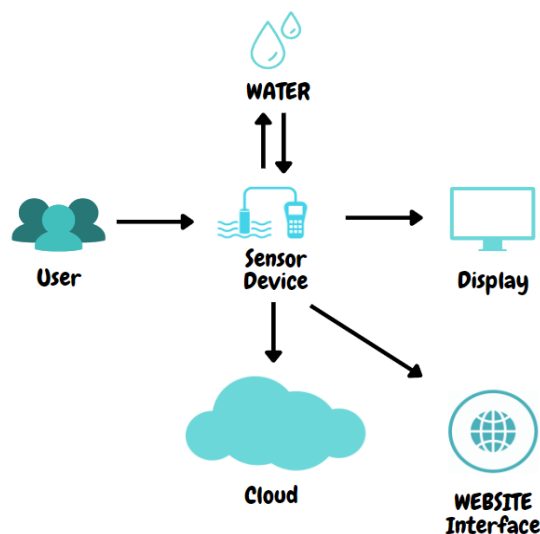 WATER
User
Sensor
Device
Display
Cloud
WEBSITE
Interface